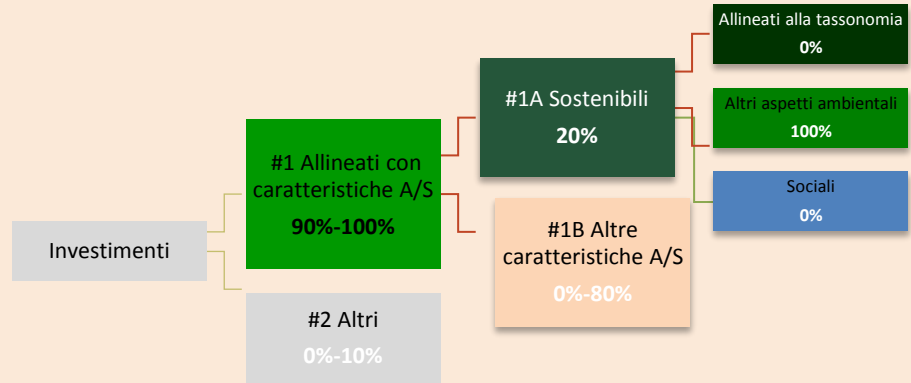 Investimenti
#1 Allineati con
caratteristiche A/S
90%-100%
#2 Altri
0%-10%
#1A Sostenibili
20%
#1B Altre
caratteristiche A/S
0%-80%
Allineati alla tassonomia
0%
Altri aspetti ambientali
100%
Sociali
0%